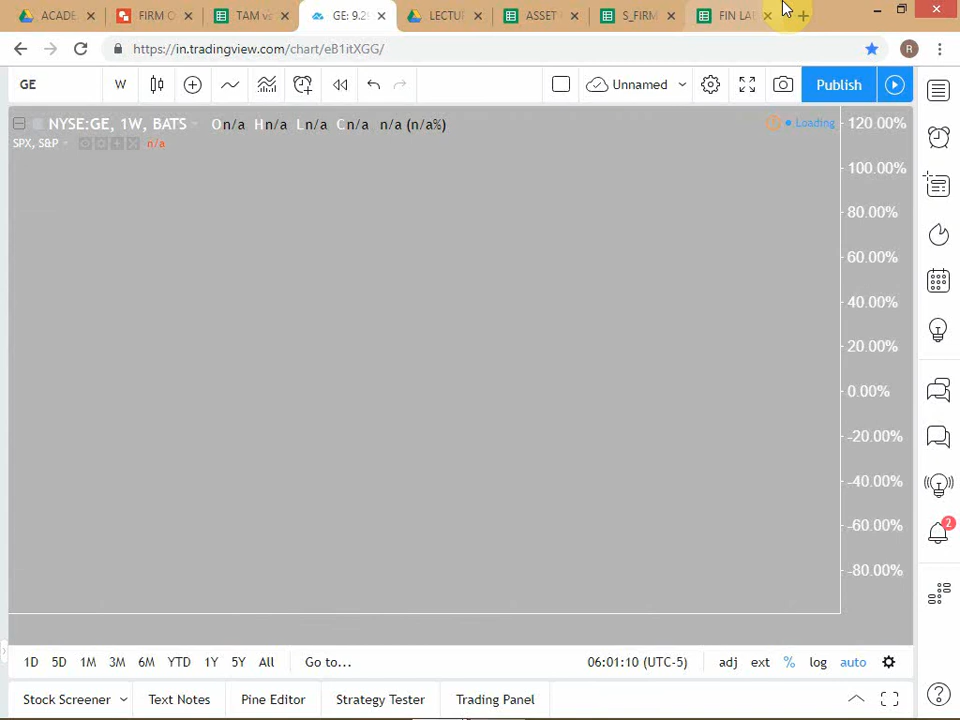 ACADE
FIRM C
TAM vs
GE: 9.2
LECTU
ASSET
S_FIRM
FIN LA
https://in.tradingview.com/chart/eB1itXGG/
R
GE
W
Unnamed
Publish
NYSE:GE, 1W, BATS
On/a Hn/a Ln/a Cn/a n/a (n/a%)
Loading
SPX, S&P
n/a
120.00%
100.00%
80.00%
60.00%
40.00%
20.00%
0.00%
-20.00%
-40.00%
-60.00%
-80.00%
2
1D 5D 1M 3M 6M YTD 1Y 5Y All Go to...
06:01:10 (UTC-5)
adj ext % log auto
Stock Screener
Text Notes
Pine Editor
Strategy Tester
Trading Panel